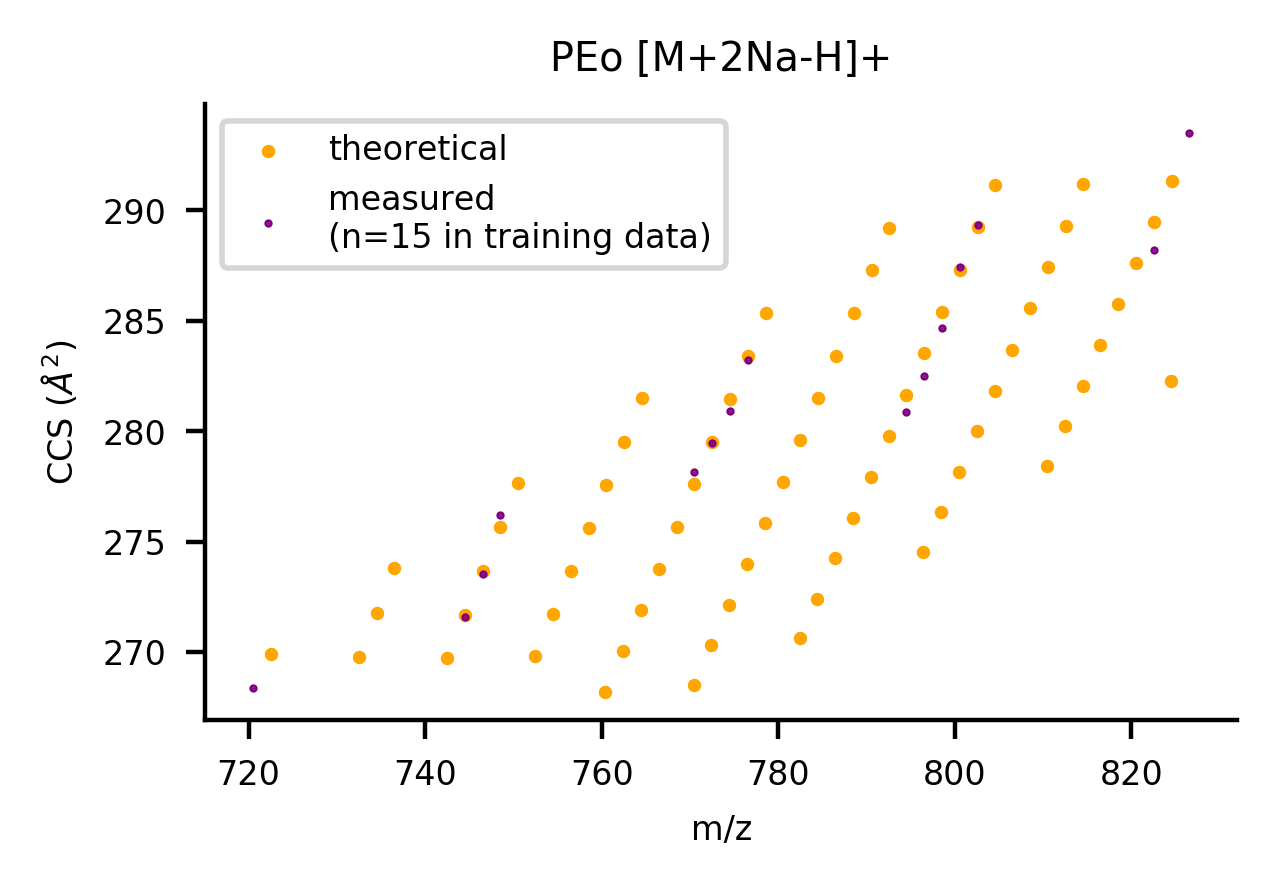 PEo [M+2Na-H]+
theoretical
measured
(n=15 in training data)
290
285
280
275
270
CCS (Å²)
720 740 760 780 800 820
m/z